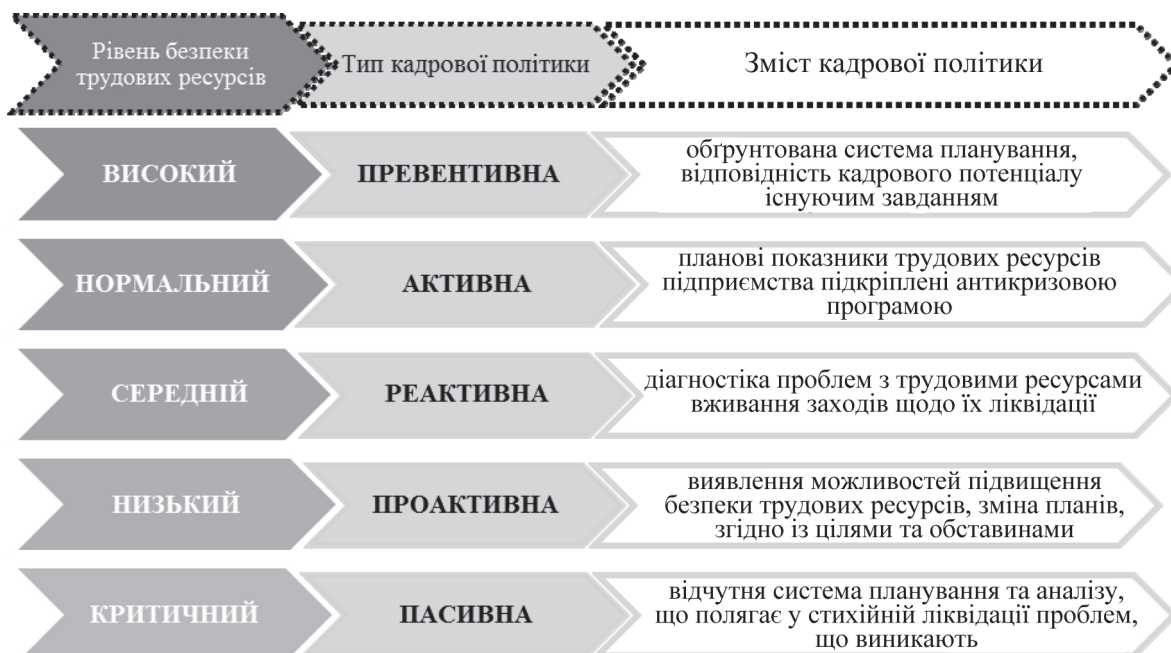 Рівень безпеки
трудових ресурсів
Тип кадрової політики
Зміст кадрової політики
ВИСОКИЙ
ПРЕВЕНТИВНА
обґрунтована система планування,
відповідність кадрового потенціалу
існуючим завданням
НОРМАЛЬНИЙ
АКТИВНА
планові показники трудових ресурсів
підприємства підкріплені антикризовою
програмою
СЕРЕДНІЙ
РЕАКТИВНА
діагностіка проблем з трудовими ресурсами
вживання заходів щодо їх ліквідації
НИЗЬКИЙ
ПРОАКТИВНА
виявлення можливостей підвищення
безпеки трудових ресурсів, зміна планів,
згідно із цілями та обставинами
КРИТИЧНИЙ
ПАСИВНА
відчутня система планування та аналізу,
що полягає у стихійній ліквідації проблем,
що виникають